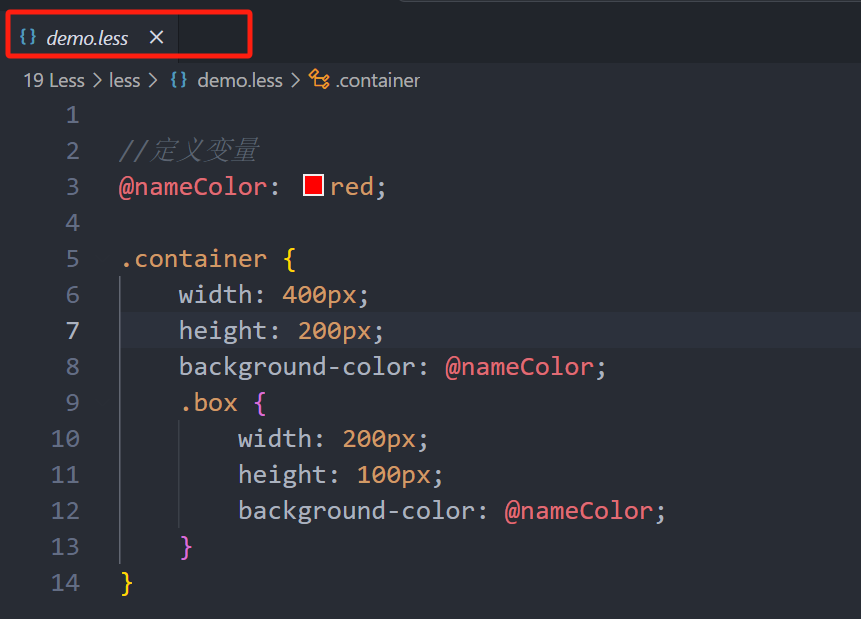 {} demo.less ×
19 Less > less > {} demo.less > .container
1
2 //定义变量
3 @nameColor: red;
4
5 .container {
6 width: 400px;
7 height: 200px;
8 background-color: @nameColor;
9 .box {
10 width: 200px;
11 height: 100px;
12 background-color: @nameColor;
13 }
14 }